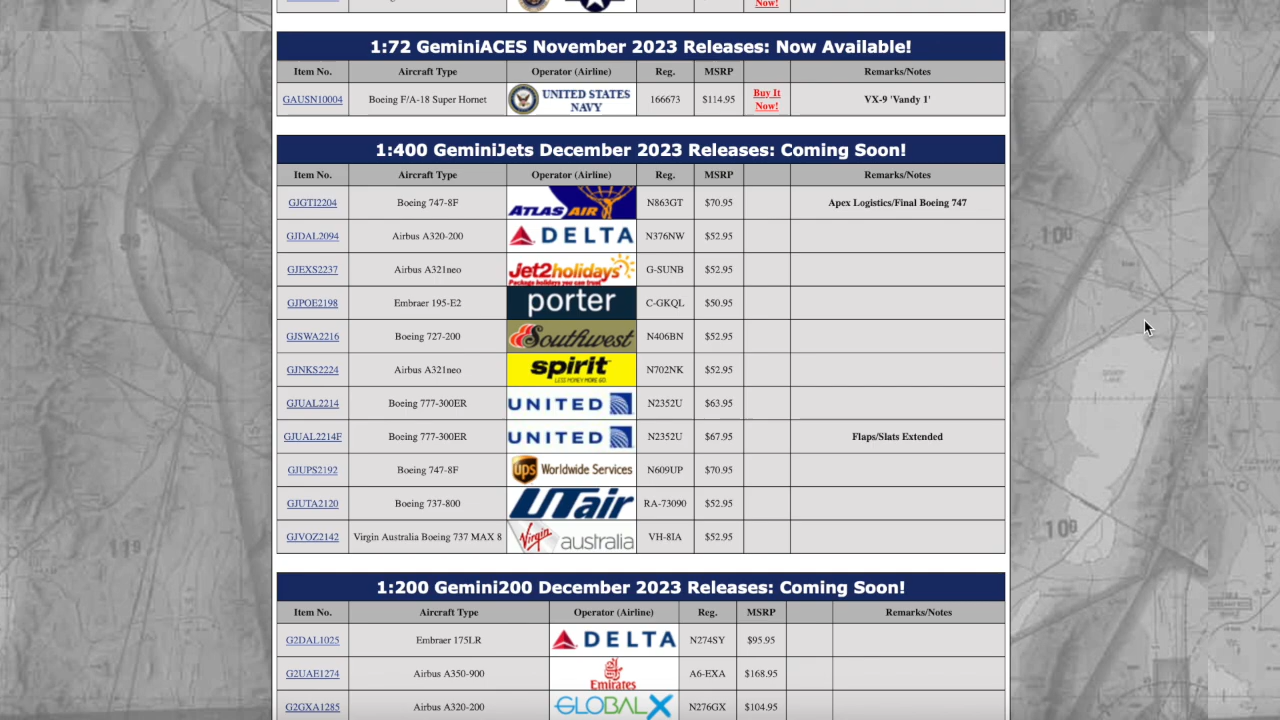 Now!
1:72 GeminiACES November 2023 Releases: Now Available!
Item No. Aircraft Type Operator (Airline) Reg. MSRP Remarks/Notes
GAUSN10004 Boeing F/A-18 Super Hornet UNITED STATES NAVY 166673 $114.95 Buy It Now! VX-9 'Vandy 1'
1:400 GeminiJets December 2023 Releases: Coming Soon!
Item No. Aircraft Type Operator (Airline) Reg. MSRP Remarks/Notes
GJGTI2204 Boeing 747-8F ATLAS AIR N863GT $70.95 Apex Logistics/Final Boeing 747
GJDAL2094 Airbus A320-200 DELTA N376NW $52.95
GJEXS2237 Airbus A321neo Jet2holidays Package holidays you can trust G-SUNB $52.95
GJPOE2198 Embraer 195-E2 porter C-GKQL $50.95
GJSWA2216 Boeing 727-200 Southwest N406BN $52.95
GJNKS2224 Airbus A321neo spirit LESS MONEY MORE GO N702NK $52.95
GJUAL2214 Boeing 777-300ER UNITED N2352U $63.95
GJUAL2214F Boeing 777-300ER UNITED N2352U $67.95 Flaps/Slats Extended
GJUPS2192 Boeing 747-8F ups Worldwide Services N609UP $70.95
GJUTA2120 Boeing 737-800 UTair RA-73090 $52.95
GJVOZ2142 Virgin Australia Boeing 737 MAX 8 Virgin australia VH-8IA $52.95
1:200 Gemini200 December 2023 Releases: Coming Soon!
Item No. Aircraft Type Operator (Airline) Reg. MSRP Remarks/Notes
G2DAL1025 Embraer 175LR DELTA N274SY $95.95
G2UAE1274 Airbus A350-900 Emirates A6-EXA $168.95
G2GXA1285 Airbus A320-200 GLOBALX N276GX $104.95